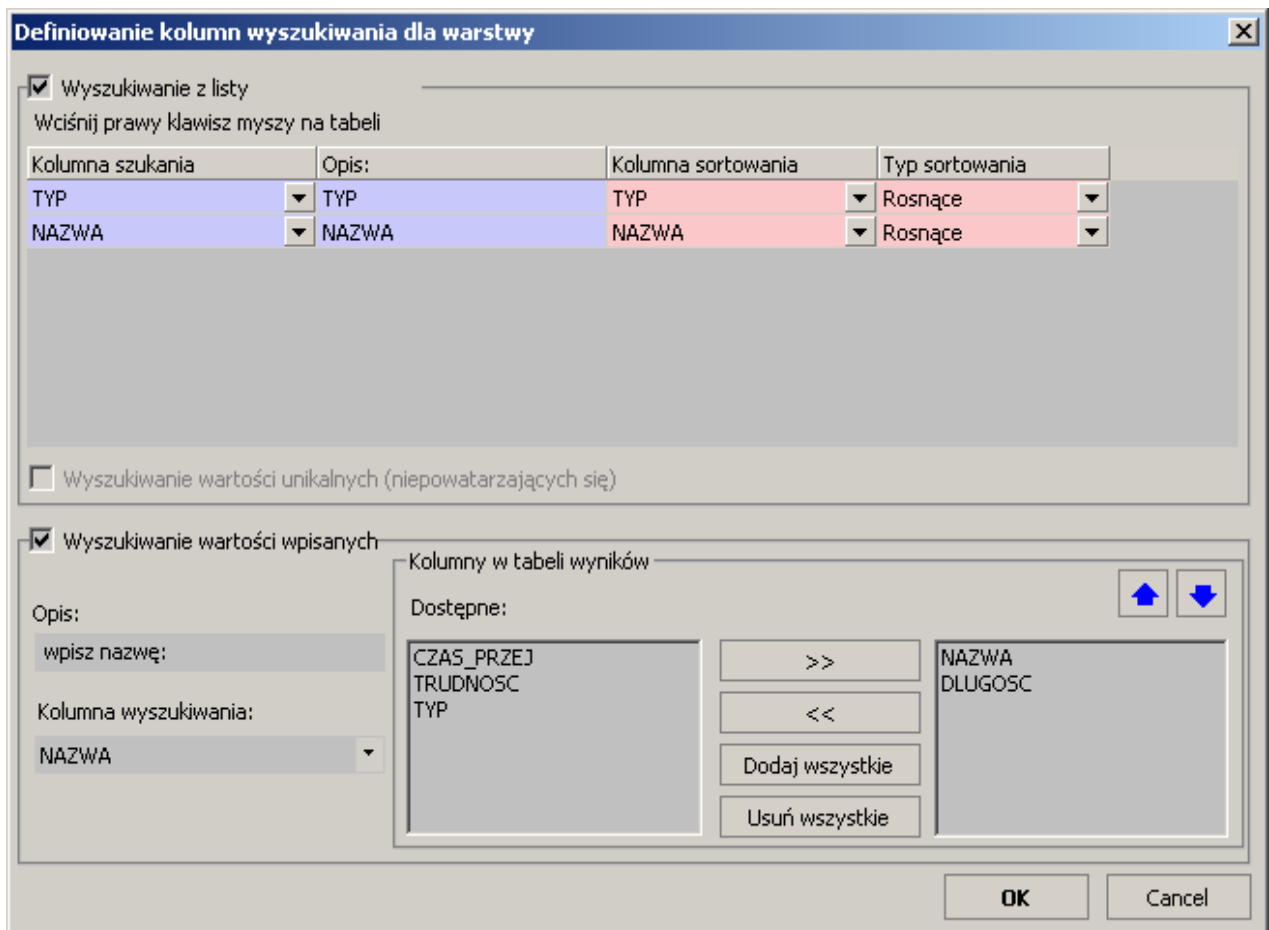 Definiowanie kolumn wyszukiwania dla warstwy
Wyszukiwanie z listy
Wciśnij prawy klawisz myszy na tabeli
Kolumna szukania Opis: Kolumna sortowania Typ sortowania
TYP TYP TYP Rosnące
NAZWA NAZWA NAZWA Rosnące
Wyszukiwanie wartości unikalnych (niepowatarzających się)
Wyszukiwanie wartości wpisanych
Opis:
wpisz nazwę:
Kolumna wyszukiwania:
NAZWA
Kolumny w tabeli wyników
Dostępne:
CZAS_PRZEJ
TRUDNOSC
TYP
>>
<<
Dodaj wszystkie
Usuń wszystkie
NAZWA
DLUGOSC
OK Cancel